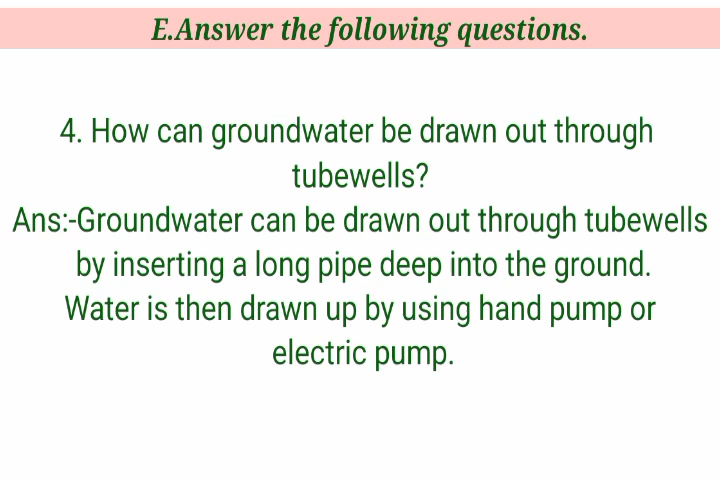 E.Answer the following questions.
4. How can groundwater be drawn out through
tubewells?
Ans:-Groundwater can be drawn out through tubewells
by inserting a long pipe deep into the ground.
Water is then drawn up by using hand pump or
electric pump.